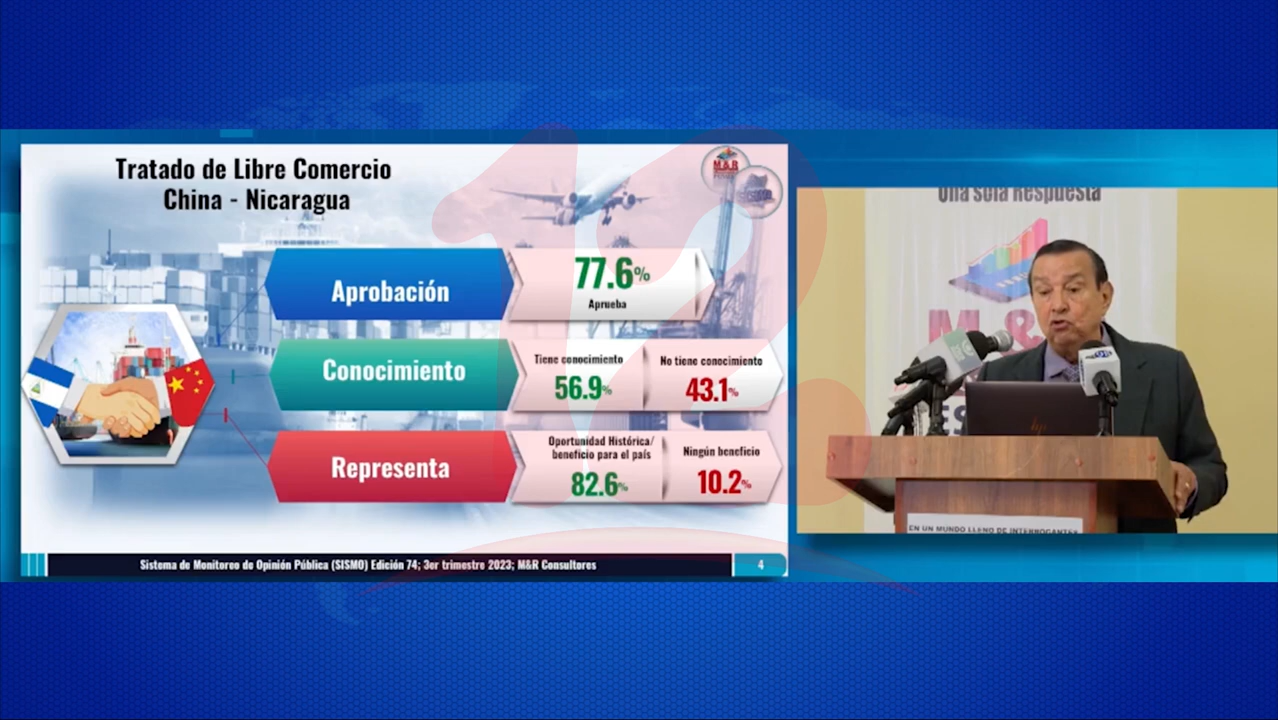 Tratado de Libre Comercio
China - Nicaragua
M&R
Aprobación
77.6%
Aprueba
Conocimiento
Tiene conocimiento
56.9%
No tiene conocimiento
43.1%
Representa
Oportunidad Histórica/
beneficio para el país
82.6%
Ningún beneficio
10.2%
Sistema de Monitoreo de Opinión Pública (SISMO) Edición 74; 3er trimestre 2023; M&R Consultores
4
12
Una sola Respuesta
M&
hp
EN UN MUNDO LLENO DE INTERROGANTES